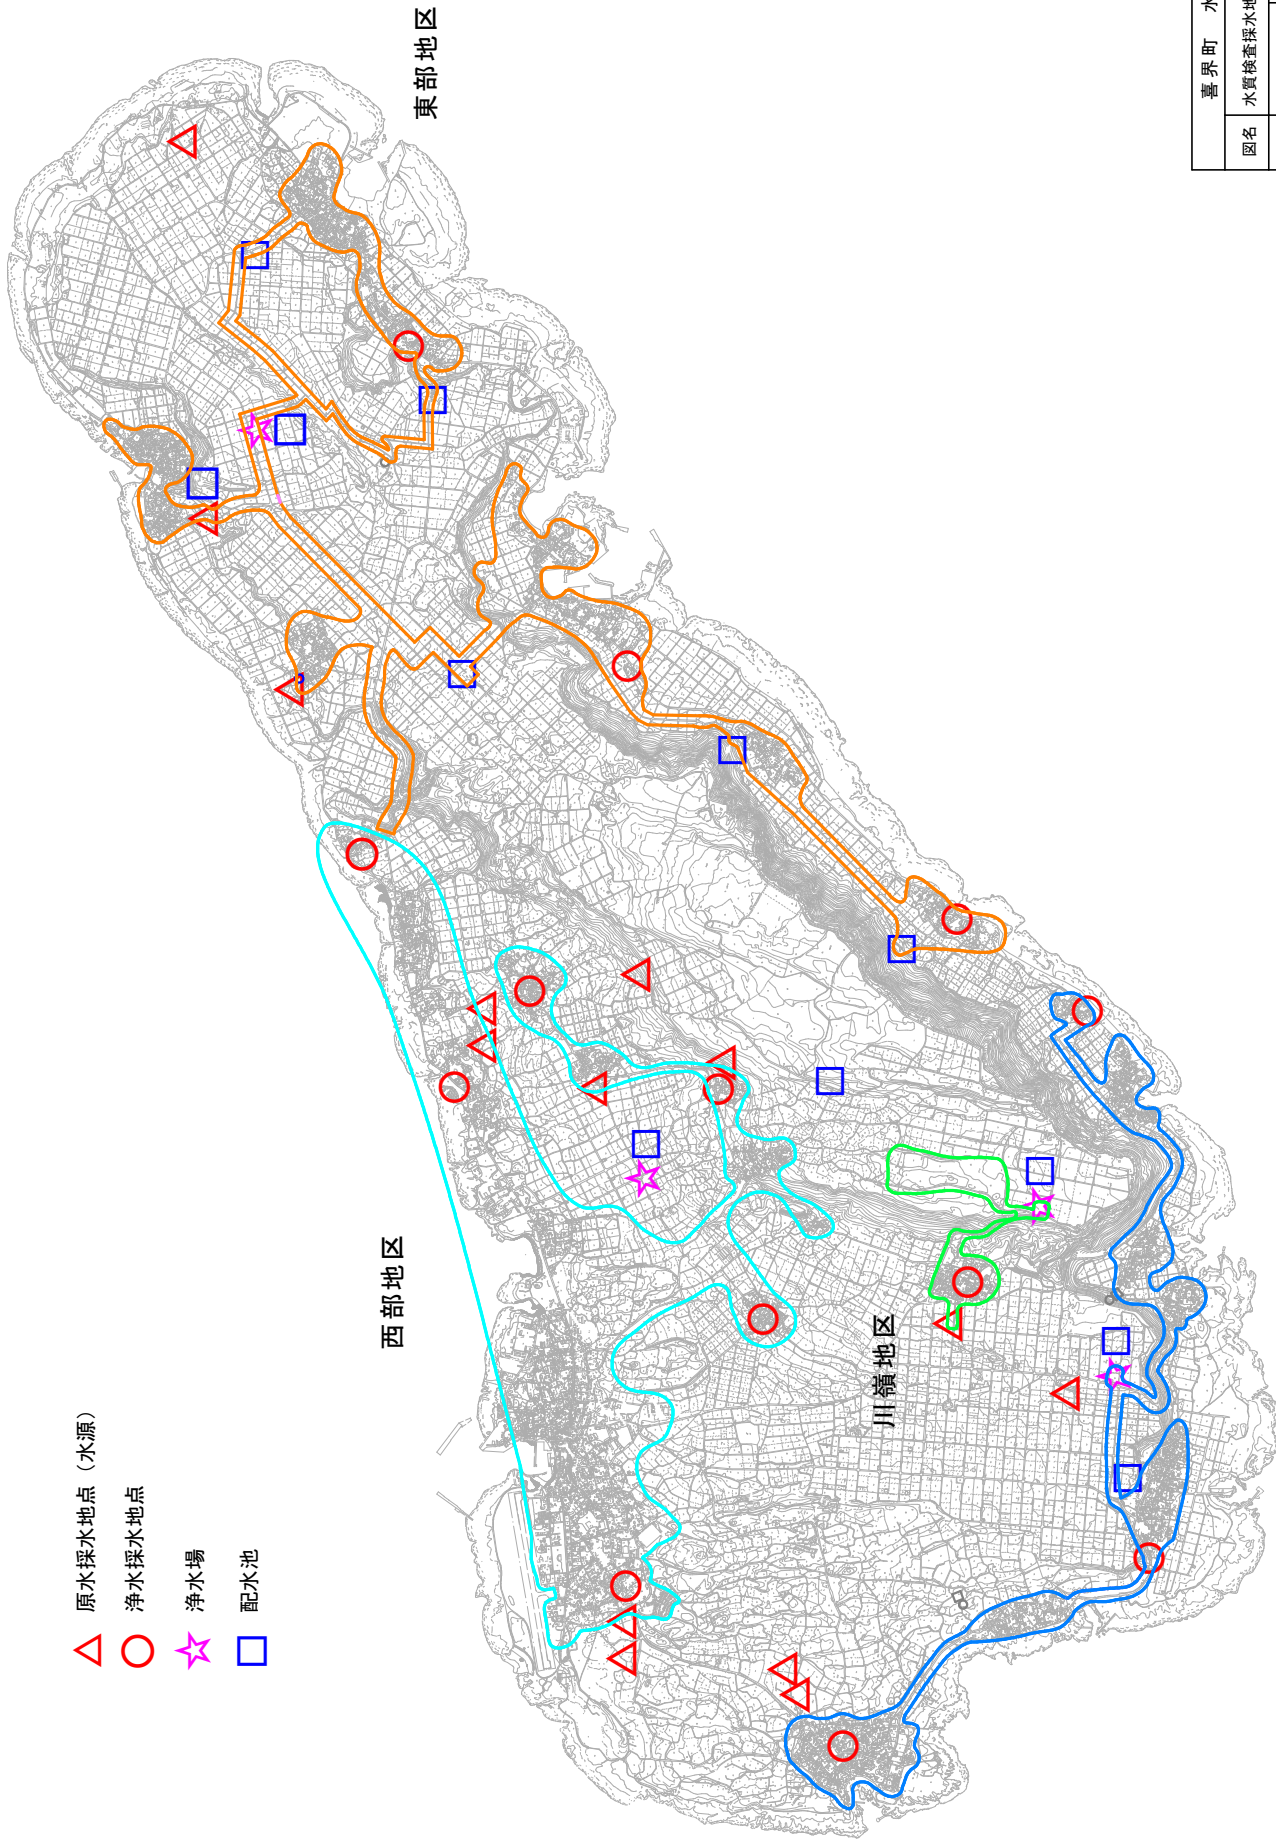 東部地区
西部地区
川嶺地区
原水採水地点（水源）
浄水採水地点
浄水場
配水池
喜界町　水
図名　水質検査採水地